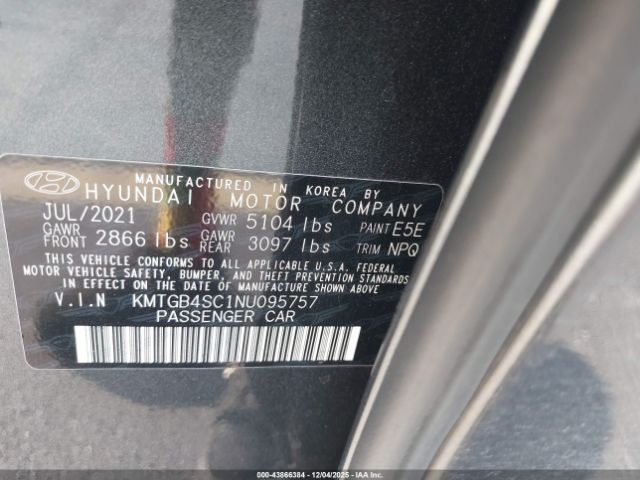 MANUFACTURED IN KOREA BY
HYUNDAI MOTOR COMPANY
JUL/2021 GVWR 5104 lbs PAINT E5E
GAWR FRONT 2866 lbs GAWR REAR 3097 lbs TRIM NPQ
THIS VEHICLE CONFORMS TO ALL APPLICABLE U.S.A. FEDERAL
MOTOR VEHICLE SAFETY, BUMPER, AND THEFT PREVENTION STANDARDS
IN EFFECT ON THE DATE OF MANUFACTURE SHOWN ABOVE.
V.I.N KMTGB4SC1NU095757
PASSENGER CAR
000-43866384 - 12/04/2025 - Copyright © 2025 IAA, Inc.